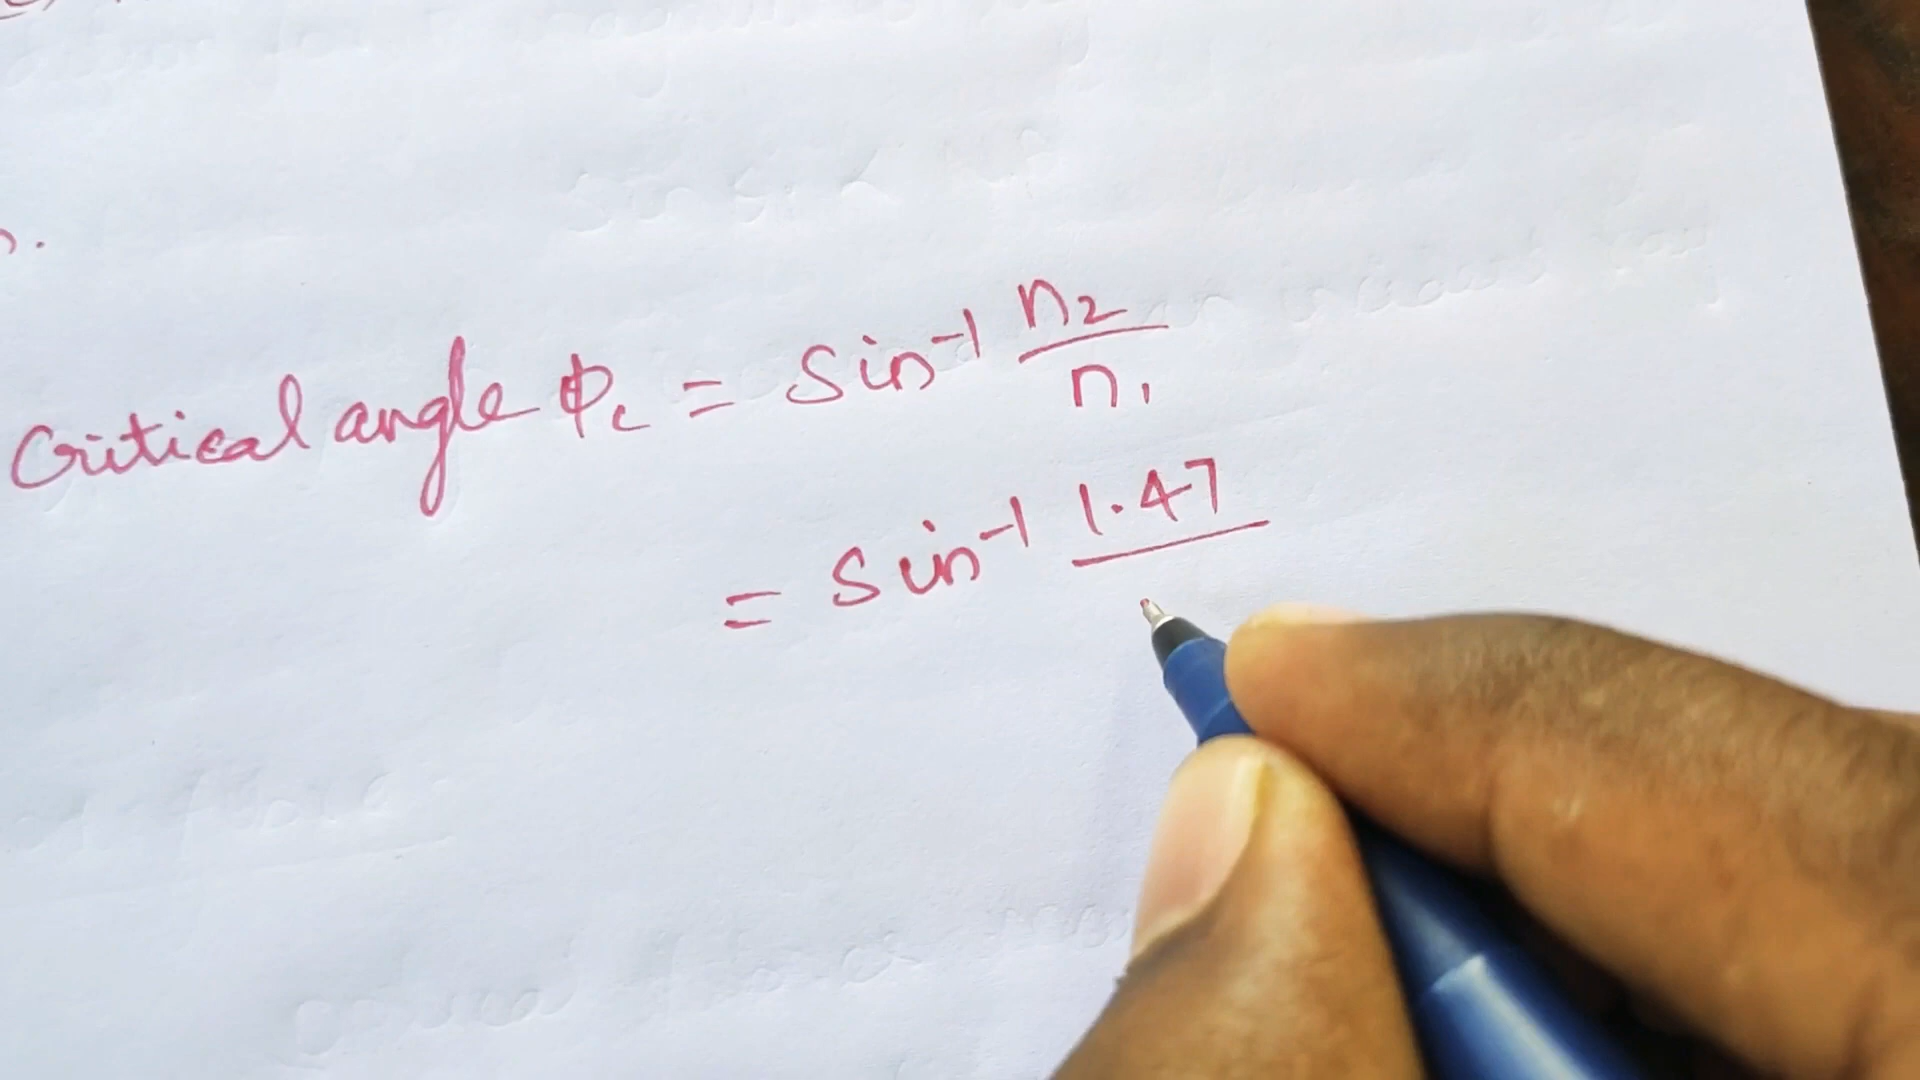 Critical angle ϕc = Sin⁻¹ n₂/n₁
= Sin⁻¹ 1.47/